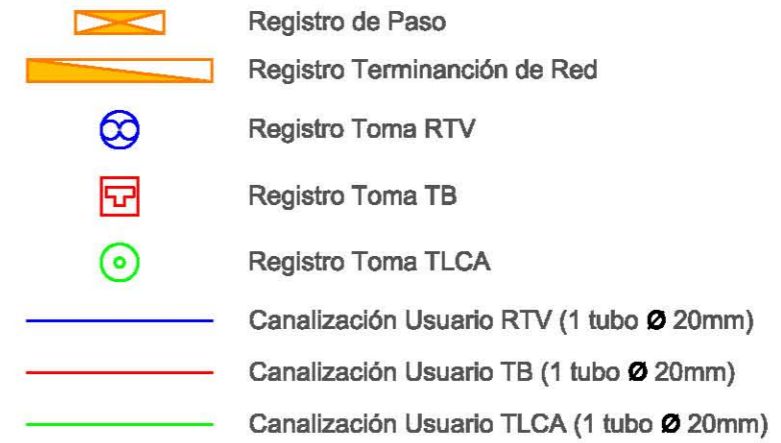 Registro de Paso
Registro Terminanción de Red
Registro Toma RTV
Registro Toma TB
Registro Toma TLCA
Canalización Usuario RTV (1 tubo Ø 20mm)
Canalización Usuario TB (1 tubo Ø 20mm)
Canalización Usuario TLCA (1 tubo Ø 20mm)